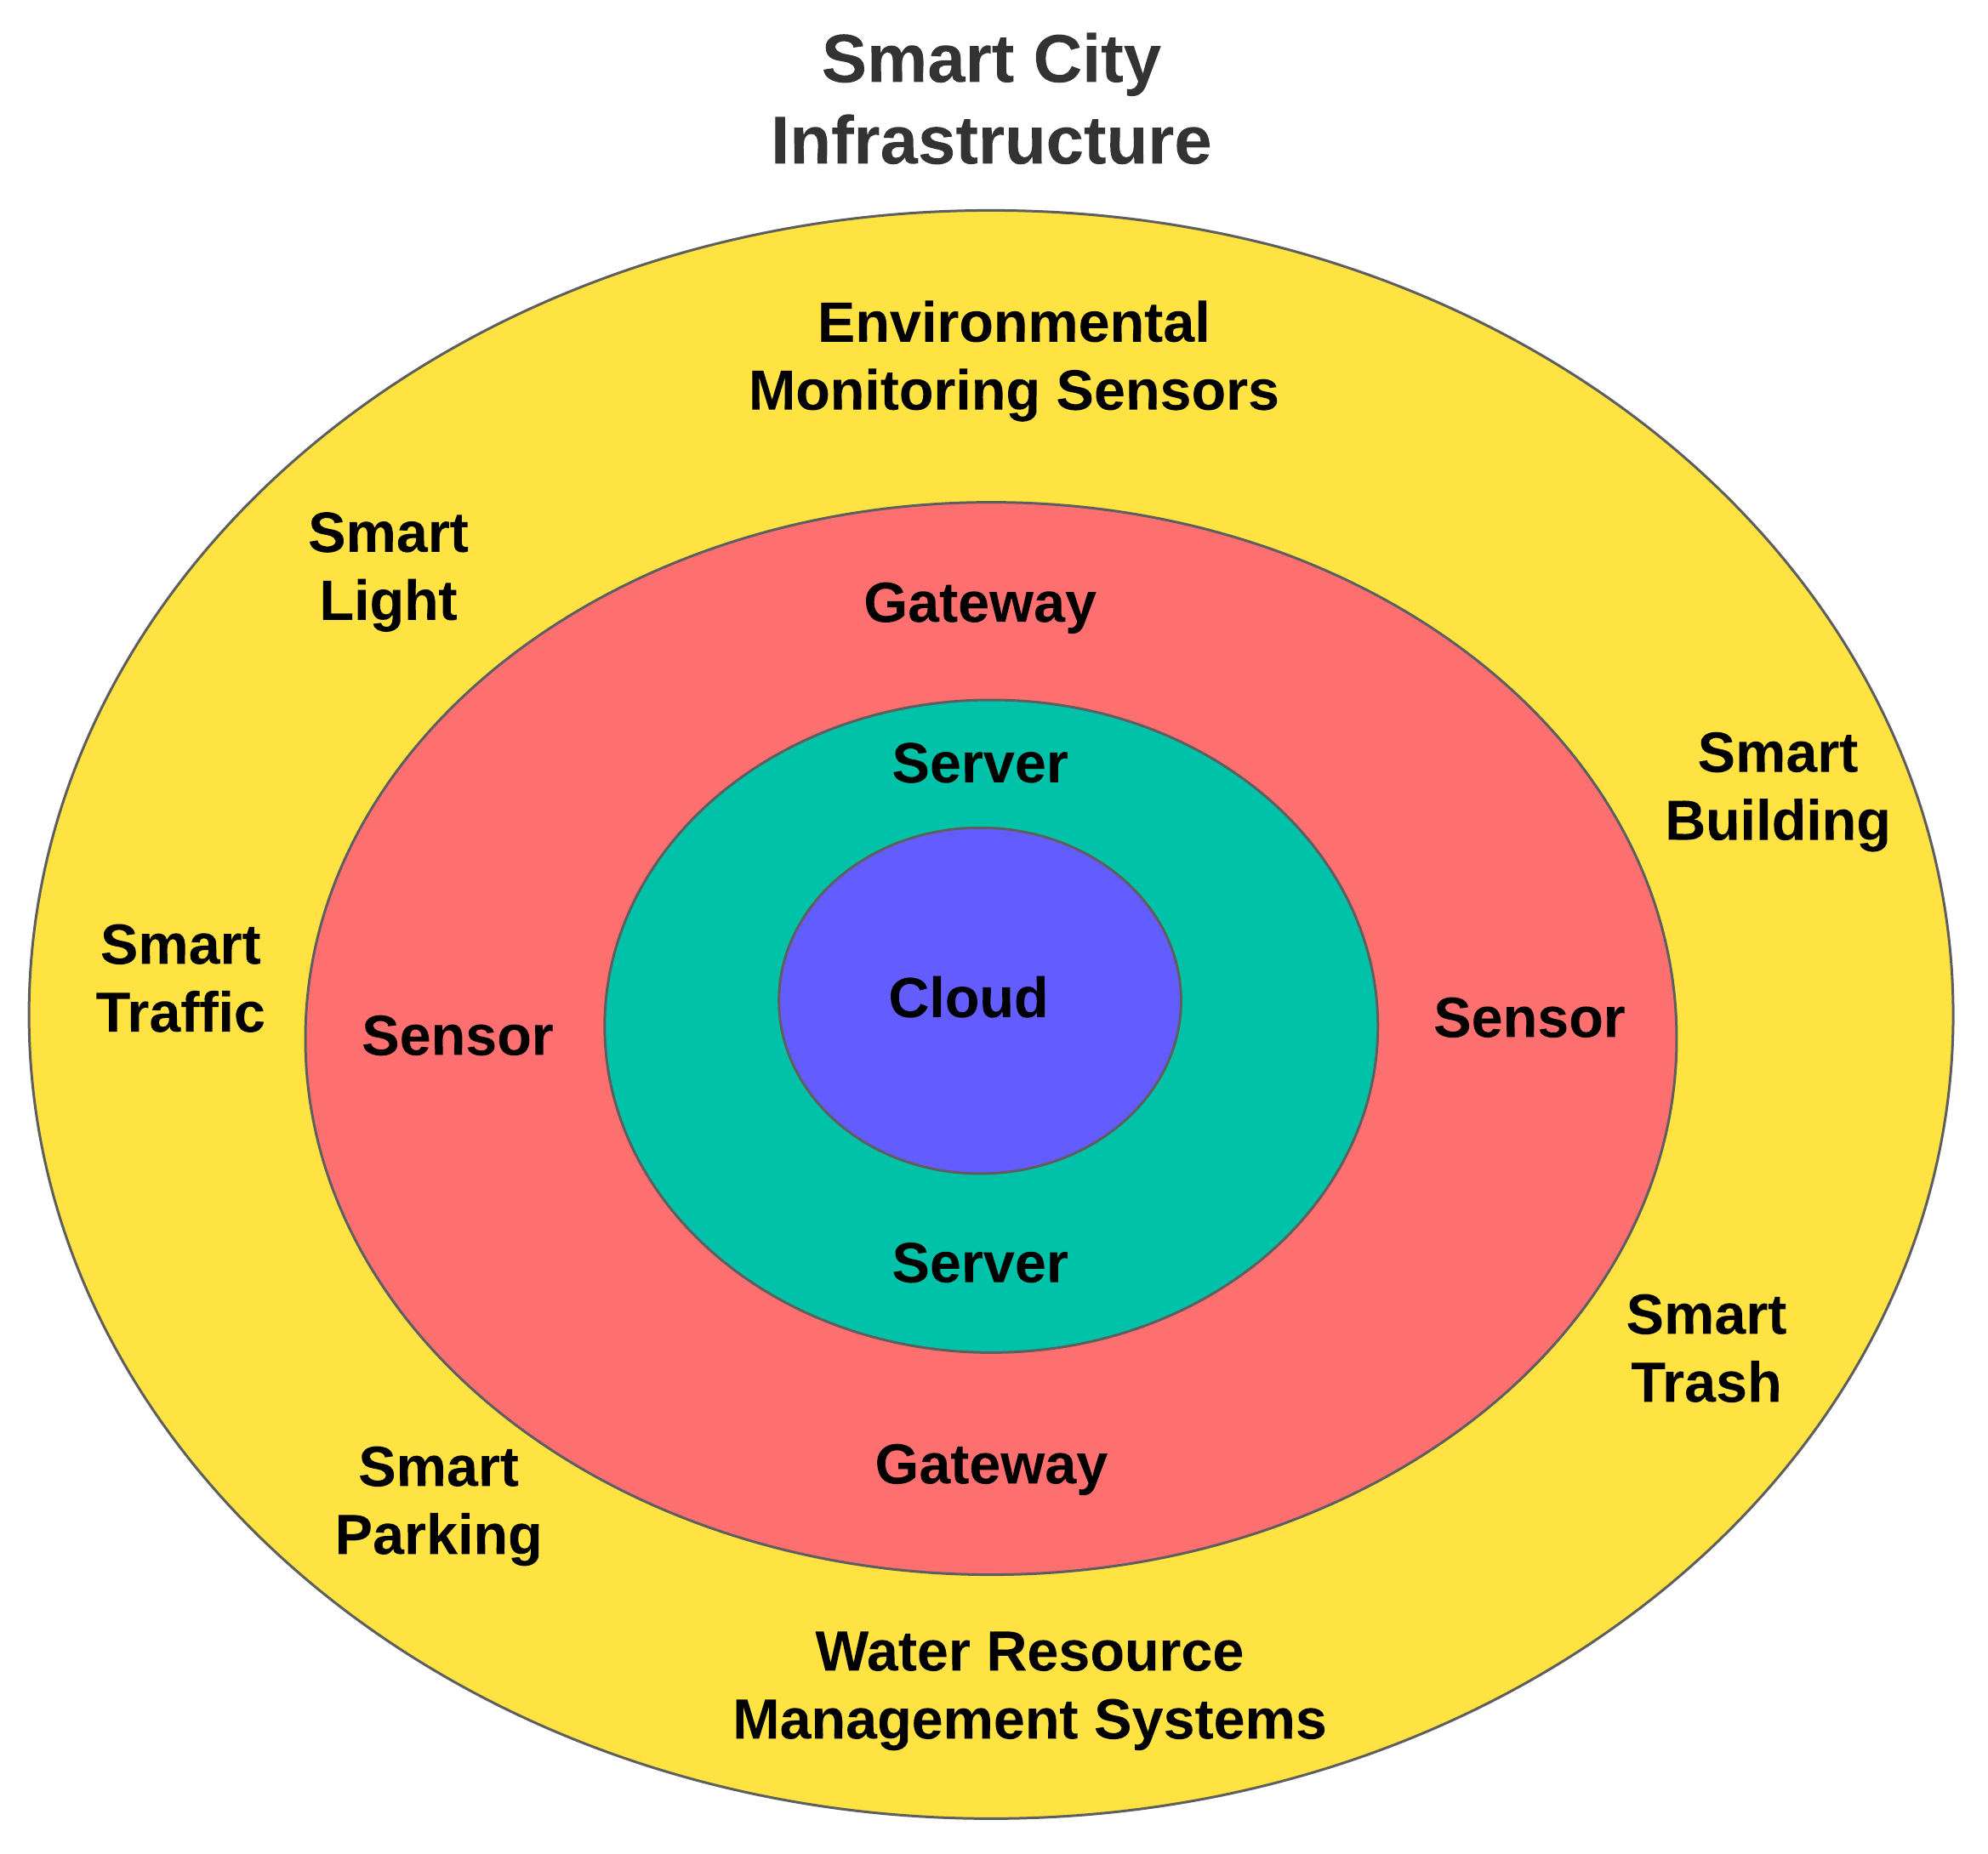 Smart City
Infrastructure
Environmental
Monitoring Sensors
Smart
Light
Gateway
Server
Smart
Building
Smart
Traffic
Sensor
Cloud
Sensor
Server
Smart
Trash
Smart
Parking
Gateway
Water Resource
Management Systems